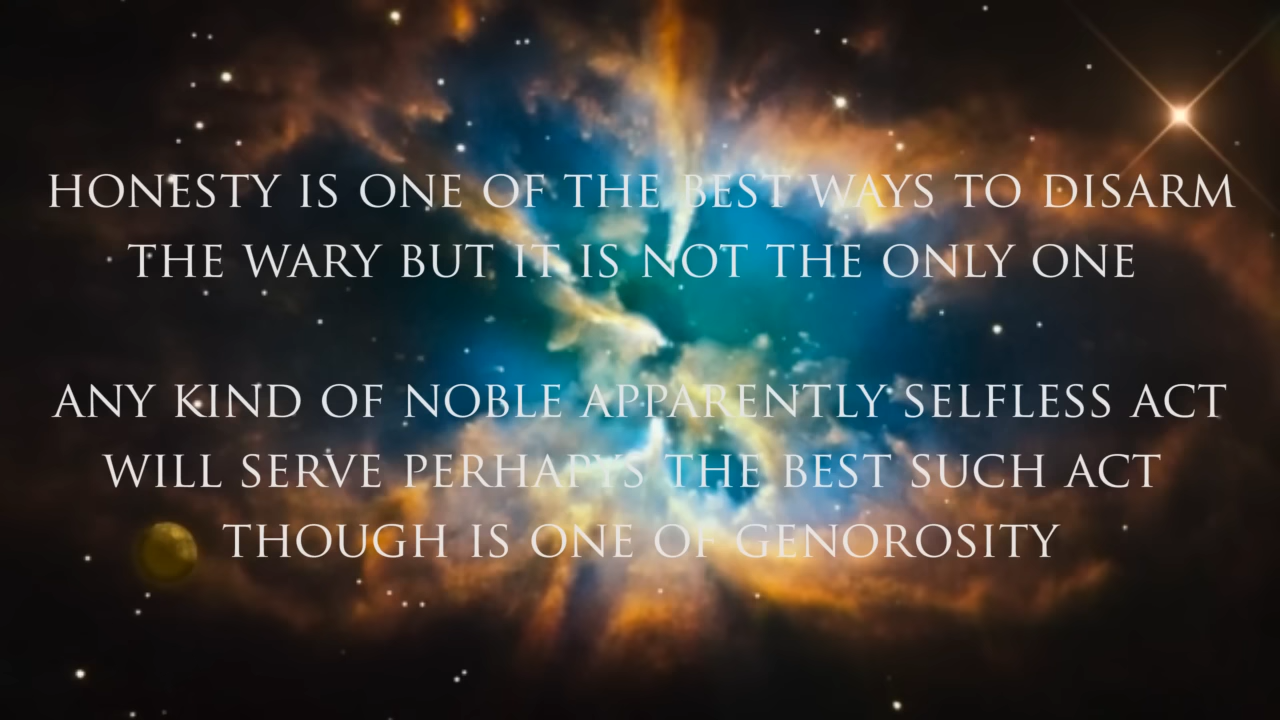 HONESTY IS ONE OF THE BEST WAYS TO DISARM
THE WARY BUT IT IS NOT THE ONLY ONE
ANY KIND OF NOBLE APPARENTLY SELFLESS ACT
WILL SERVE PERHAPYS THE BEST SUCH ACT
THOUGH IS ONE OF GENOROSITY